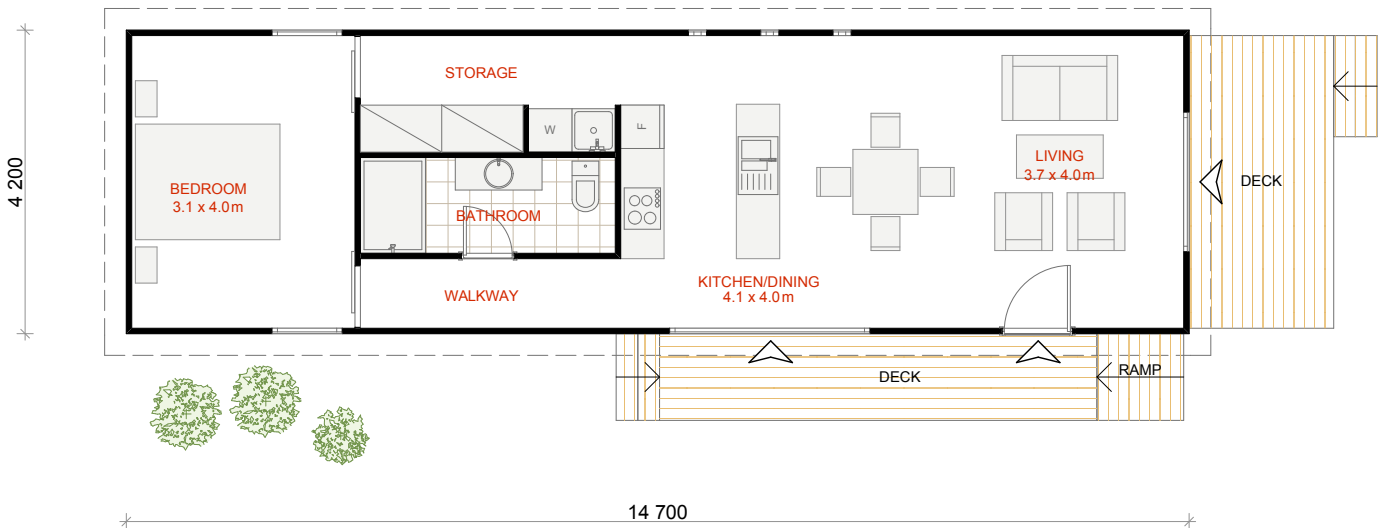 STORAGE
W
F
BEDROOM
3.1 x 4.0m
BATHROOM
LIVING
3.7 x 4.0m
DECK
WALKWAY
KITCHEN/DINING
4.1 x 4.0m
DECK
RAMP
4 200
14 700